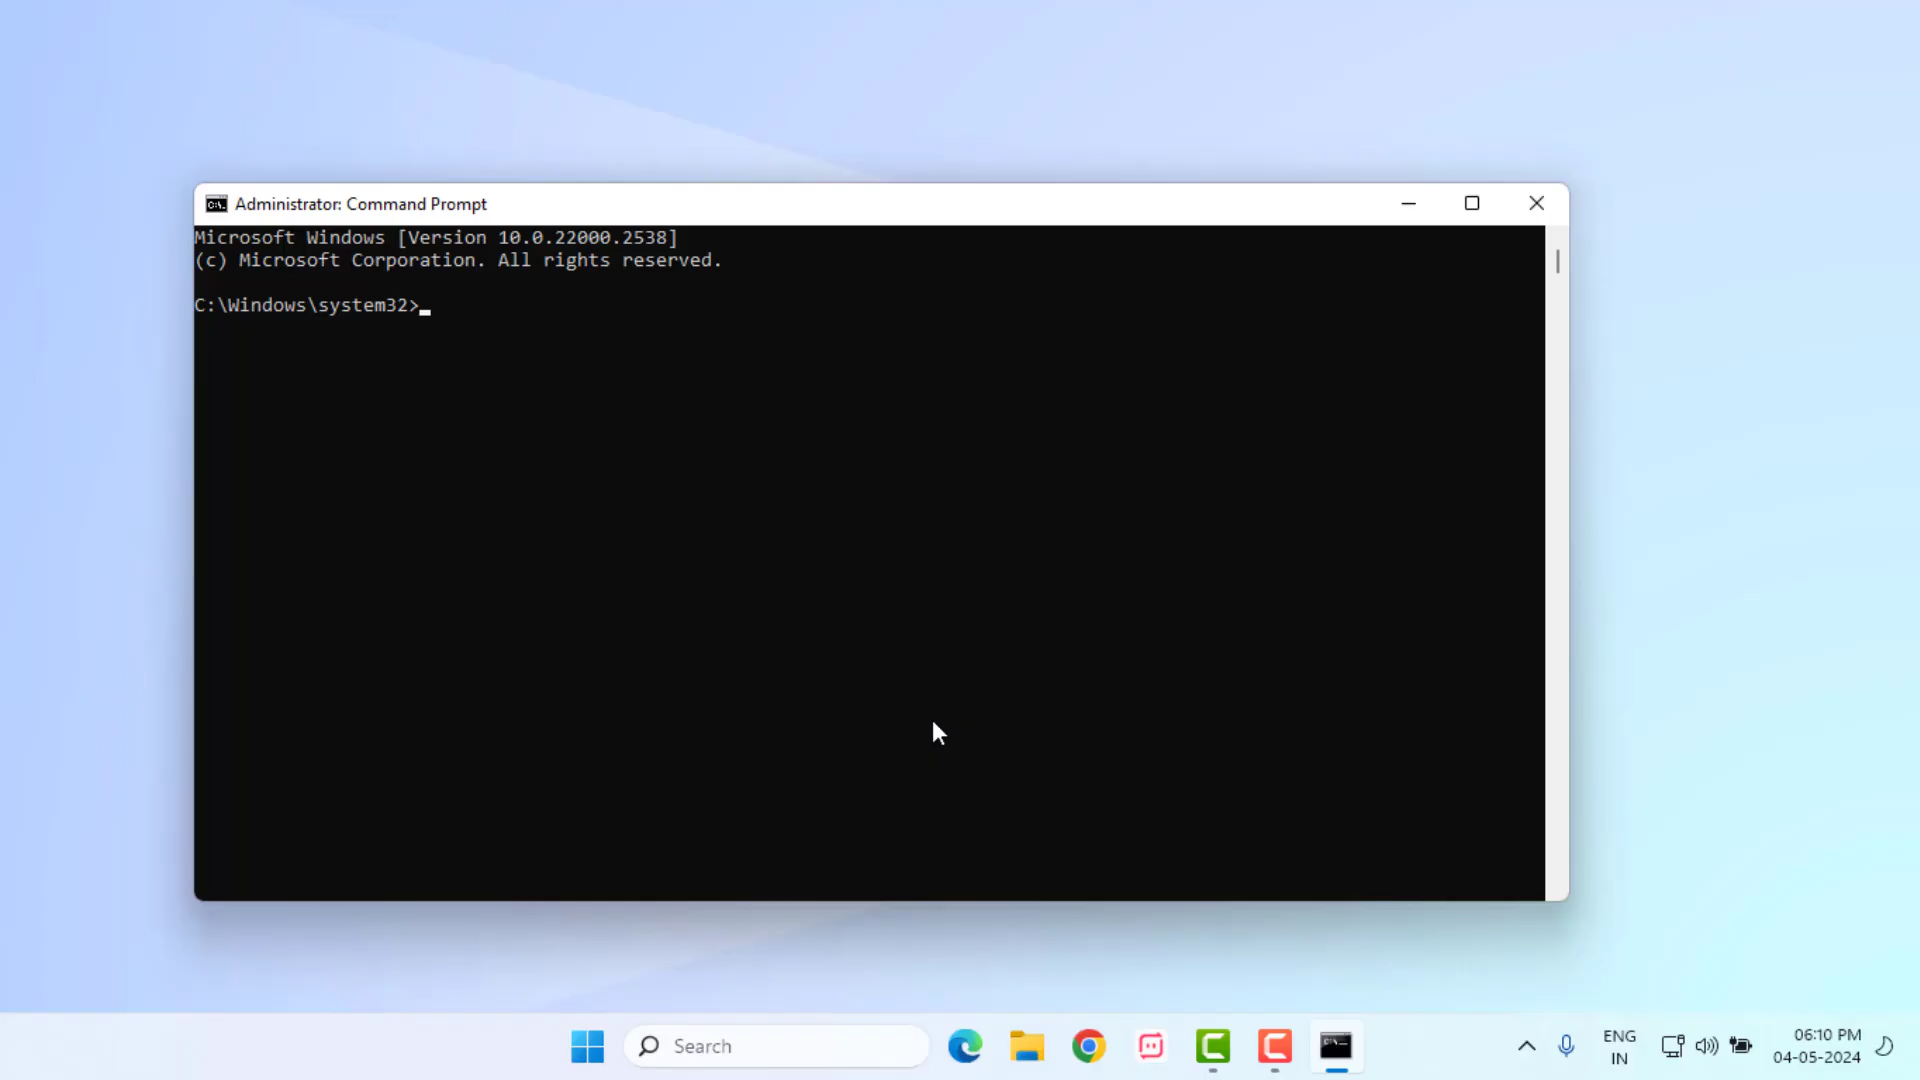 Administrator: Command Prompt
Microsoft Windows [Version 10.0.22000.2538]
(c) Microsoft Corporation. All rights reserved.
C:\Windows\system32>
Search
ENG
IN
06:10 PM
04-05-2024